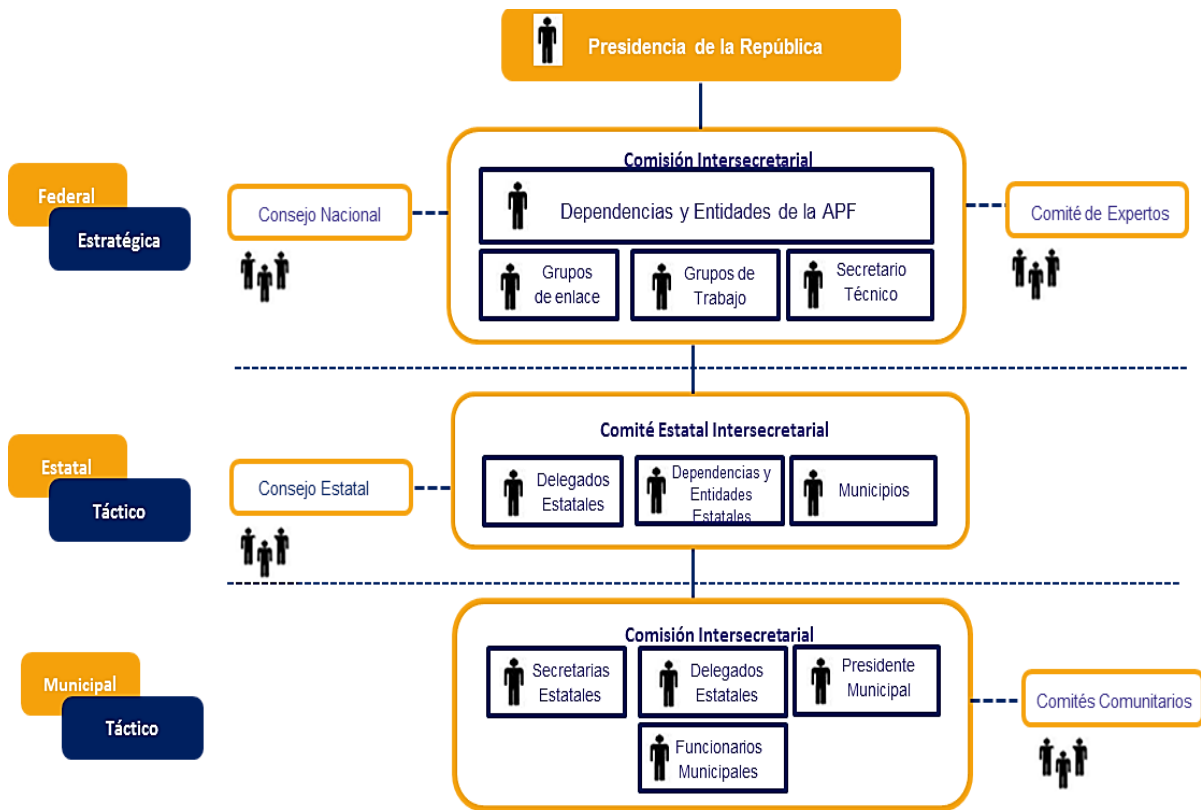 Presidencia de la República
Comisión Intersecretarial
Federal
Estratégica
Consejo Nacional
Dependencias y Entidades de la APF
Comité de Expertos
Grupos
de enlace
Grupos de
Trabajo
Secretario
Técnico
Comité Estatal Intersecretarial
Estatal
Táctico
Consejo Estatal
Delegados
Estatales
Dependencias y
Entidades
Estatales
Municipios
Comisión Intersecretarial
Municipal
Táctico
Secretarias
Estatales
Delegados
Estatales
Presidente
Municipal
Funcionarios
Municipales
Comités Comunitarios